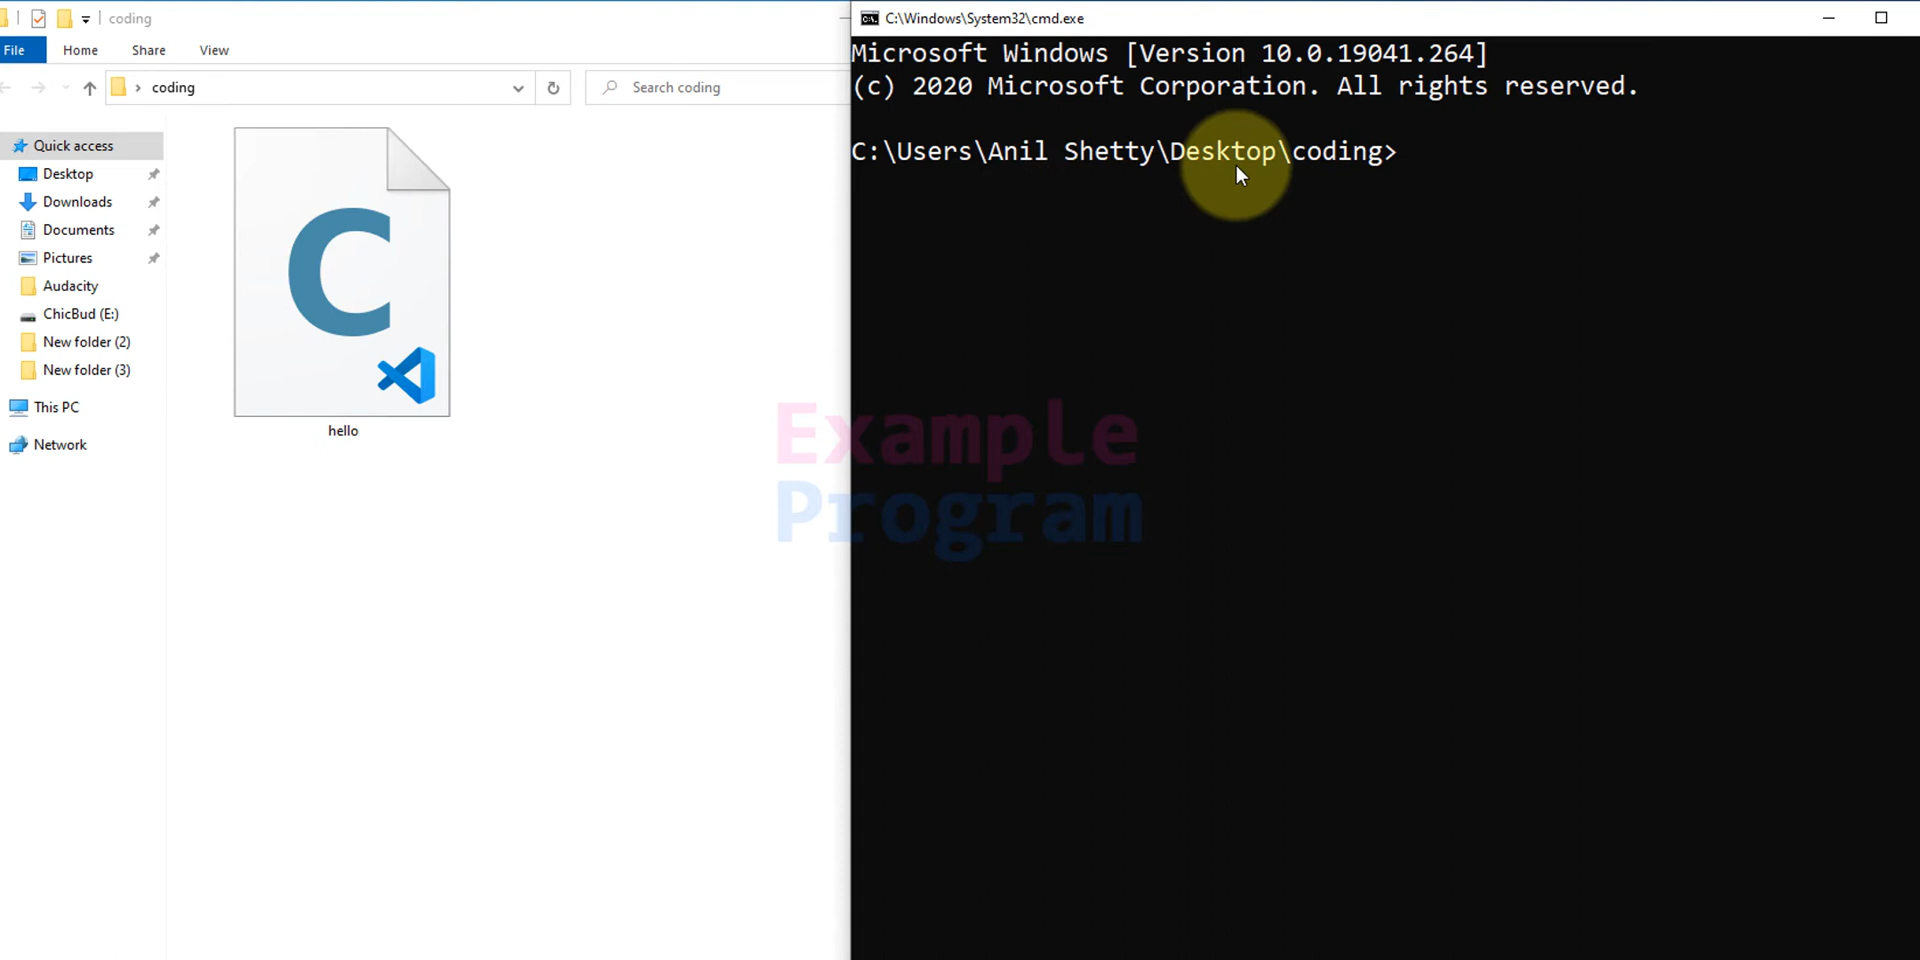 coding
File Home Share View
coding
Search coding
Quick access
Desktop
Downloads
Documents
Pictures
Audacity
ChicBud (E:)
New folder (2)
New folder (3)
This PC
Network
C
hello
C:\Windows\System32\cmd.exe
Microsoft Windows [Version 10.0.19041.264]
(c) 2020 Microsoft Corporation. All rights reserved.
C:\Users\Anil Shetty\Desktop\coding>
Example
Program